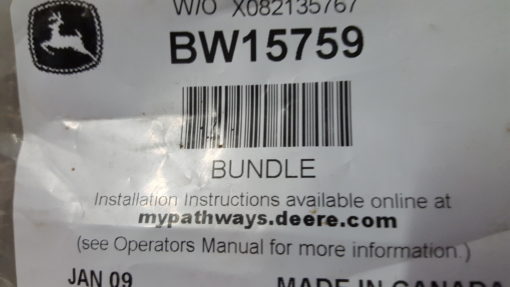 W/O X082135767
BW15759
BUNDLE
Installation Instructions available online at
mypathways.deere.com
(see Operators Manual for more information.)
JAN 09 MADE IN CANADA